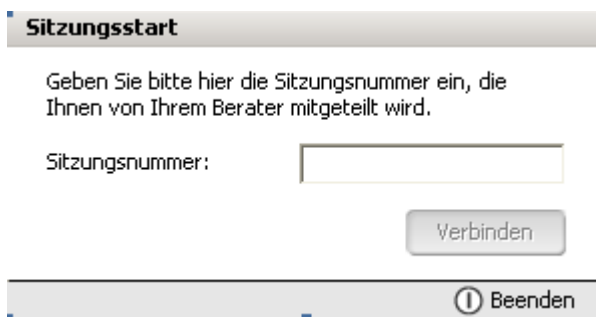 Sitzungsstart
Geben Sie bitte hier die Sitzungsnummer ein, die
Ihnen von Ihrem Berater mitgeteilt wird.
Sitzungsnummer:
Verbinden
Beenden